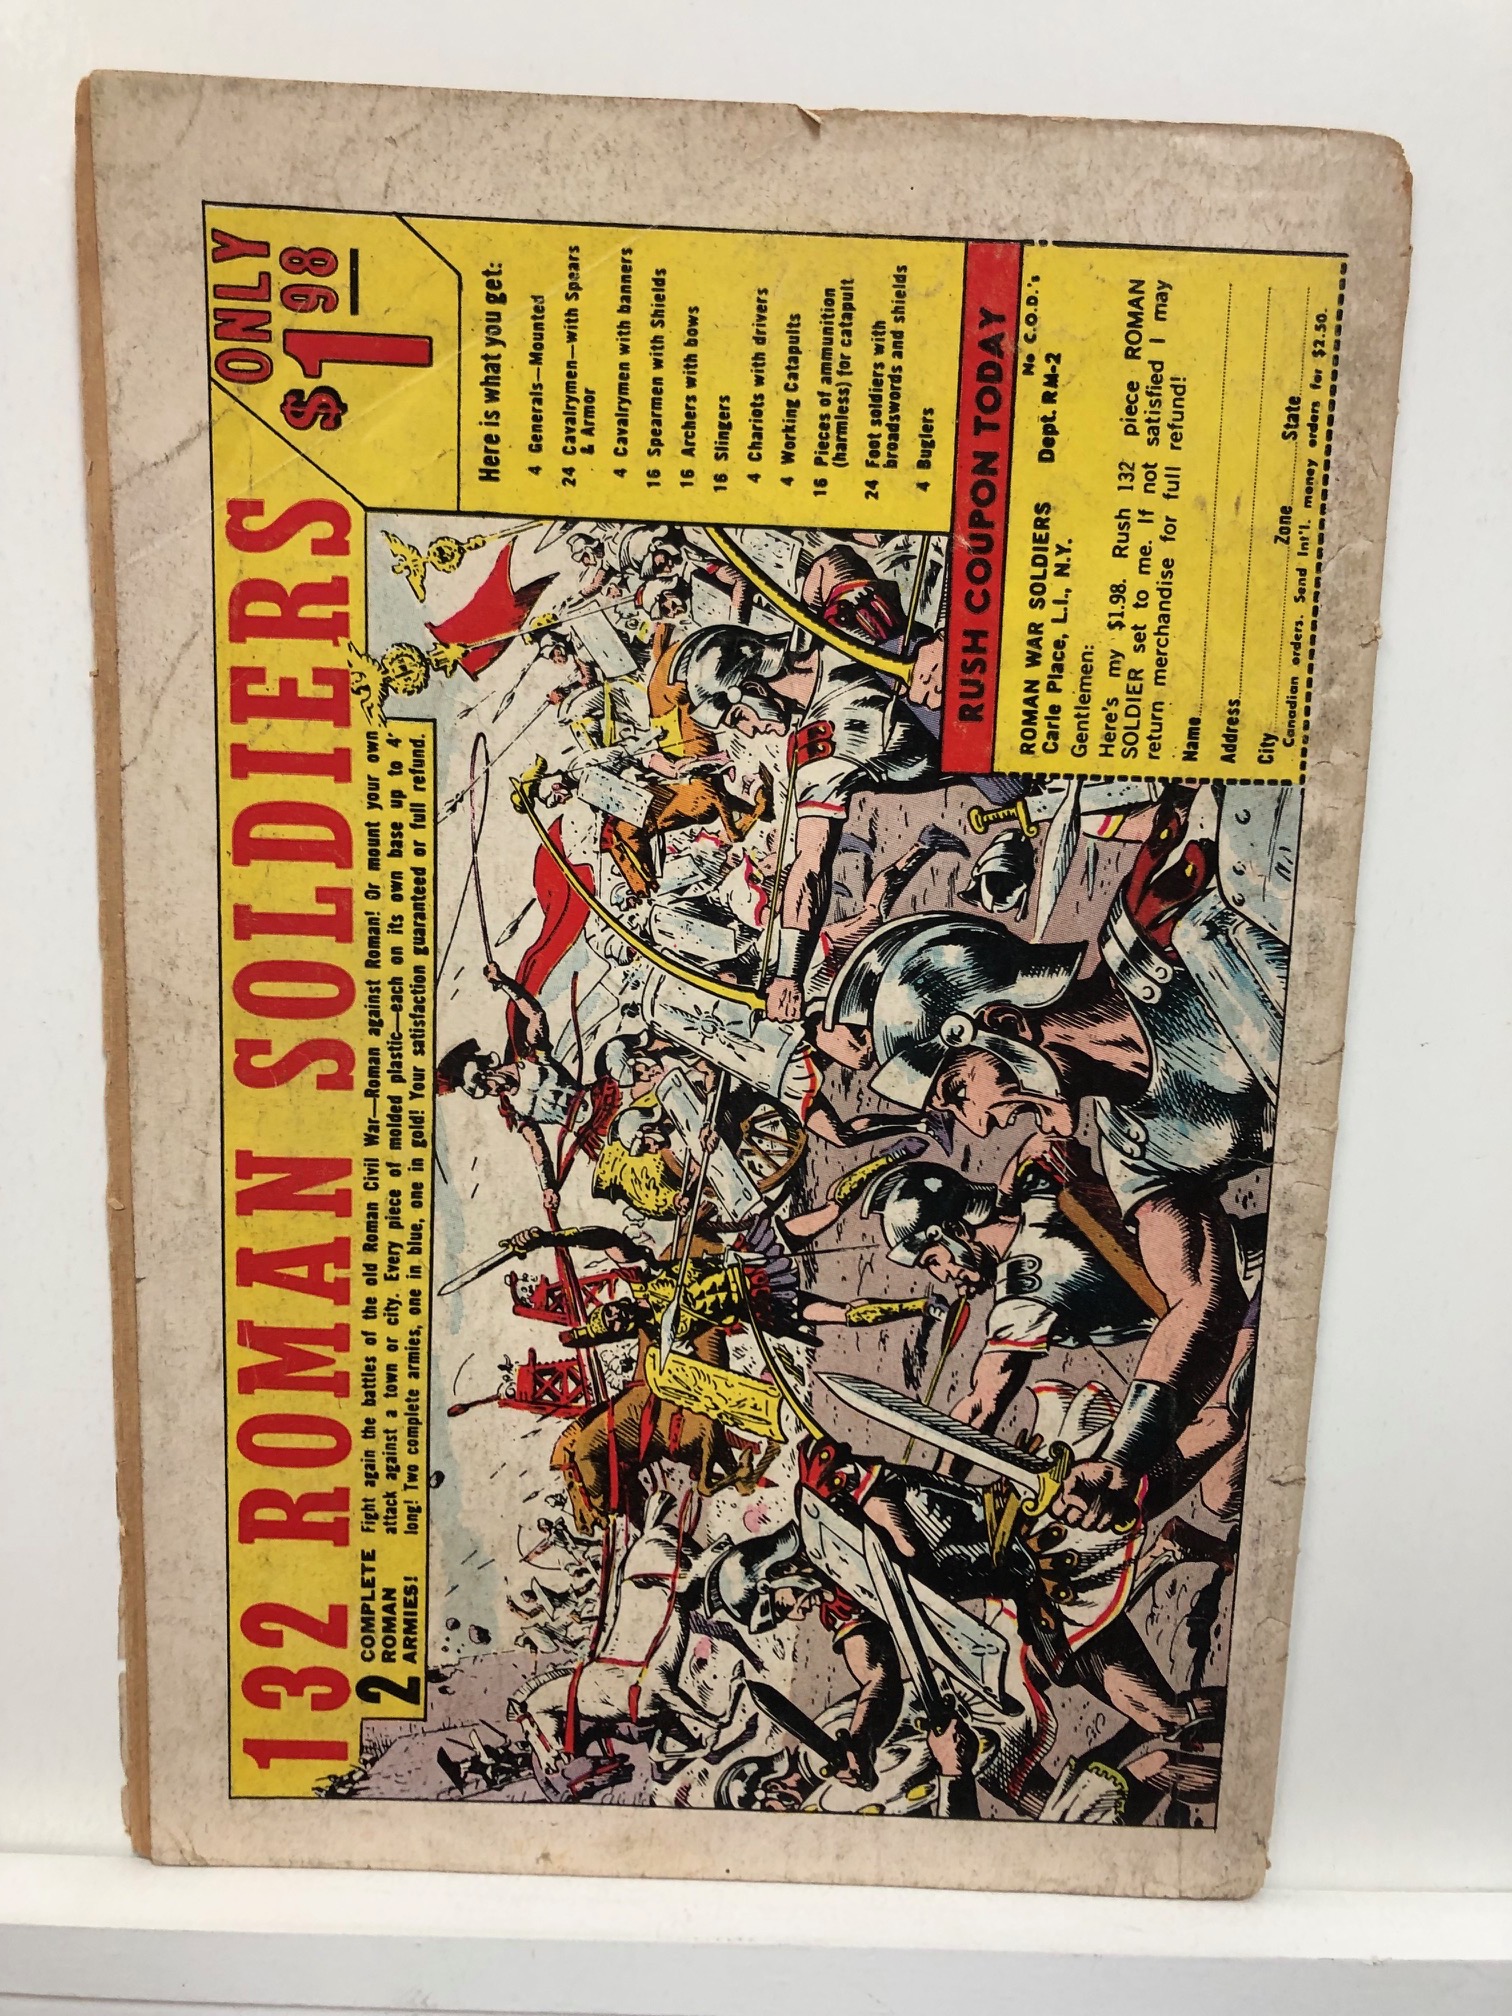 132 ROMAN SOLDIERS
ONLY
$1 98
2 COMPLETE
ROMAN
ARMIES!
Fight again the battles of the old Roman Civil War—Roman against Roman! Or mount your own
attack against a town or city. Every piece of molded plastic—each on its own base up to 4"
long! Two complete armies, one in blue, one in gold! Your satisfaction guaranteed or full refund.
Here is what you get:
4 Generals—Mounted
24 Cavalrymen—with Spears
& Armor
4 Cavalrymen with banners
16 Spearmen with Shields
16 Archers with bows
16 Slingers
4 Chariots with drivers
4 Working Catapults
16 Pieces of ammunition
(harmless) for catapult
24 Foot soldiers with
broadswords and shields
4 Buglers
RUSH COUPON TODAY
No C.O.D.'s
ROMAN WAR SOLDIERS Dept. RM-2
Carle Place, L.I., N.Y.
Gentlemen:
Here's my $1.98. Rush 132 piece ROMAN
SOLDIER set to me. If not satisfied I may
return merchandise for full refund!
Name
Address
City Zone State
Canadian orders. Send Int'l. money orders for $2.50.